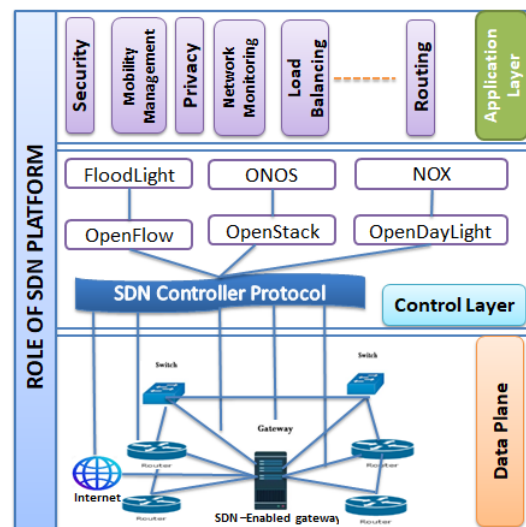 ROLE OF SDN PLATFORM
Security
Mobility
Management
Privacy
Network
Monitoring
Load
Balancing
Routing
Application
Layer
FloodLight
ONOS
NOX
OpenFlow
OpenStack
OpenDayLight
SDN Controller Protocol
Control Layer
Switch
Switch
Gateway
Router
Router
Internet
Router
Router
SDN –Enabled gateway
Data Plane